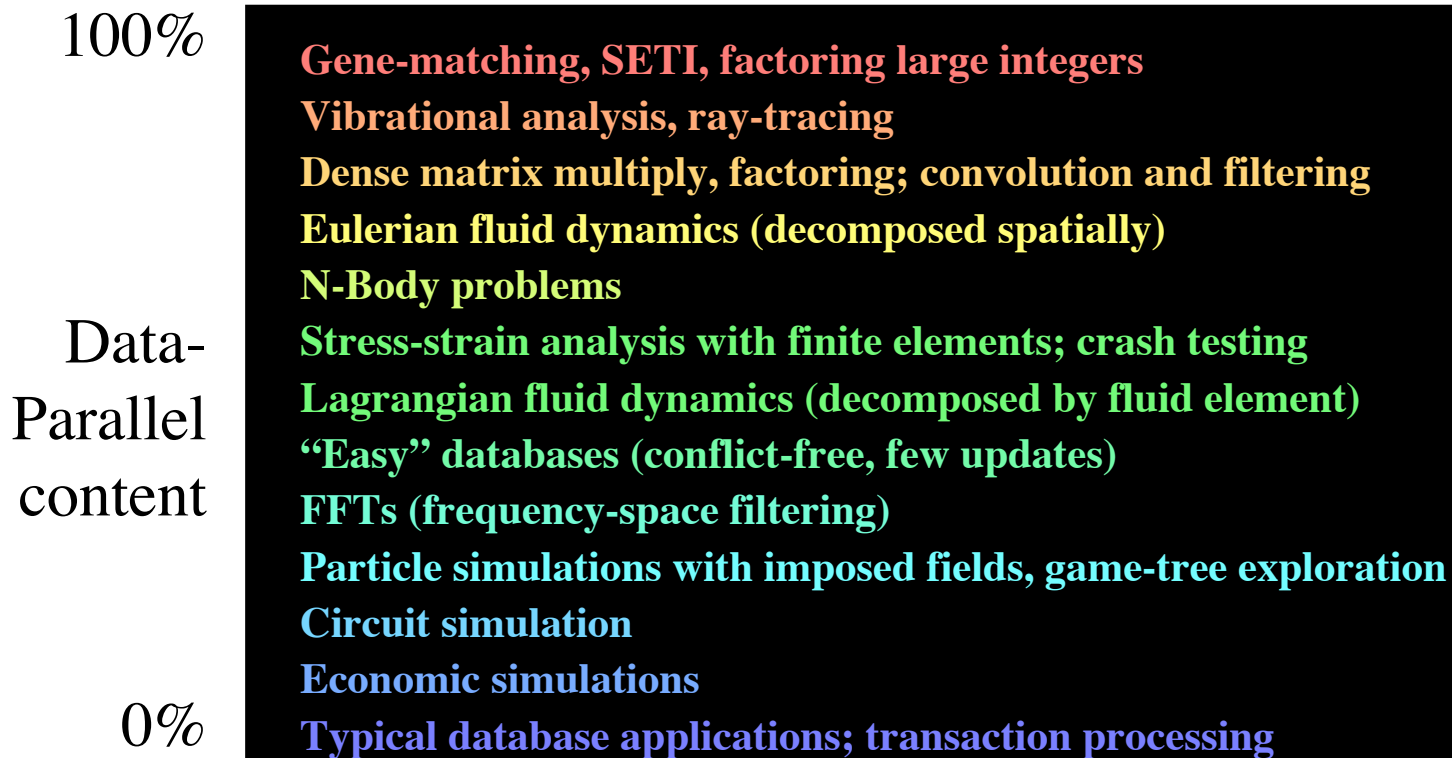 100%
Gene-matching, SETI, factoring large integers
Vibrational analysis, ray-tracing
Dense matrix multiply, factoring; convolution and filtering
Eulerian fluid dynamics (decomposed spatially)
N-Body problems
Data-
Parallel
content
Stress-strain analysis with finite elements; crash testing
Lagrangian fluid dynamics (decomposed by fluid element)
“Easy” databases (conflict-free, few updates)
FFTs (frequency-space filtering)
Particle simulations with imposed fields, game-tree exploration
Circuit simulation
Economic simulations
0%
Typical database applications; transaction processing